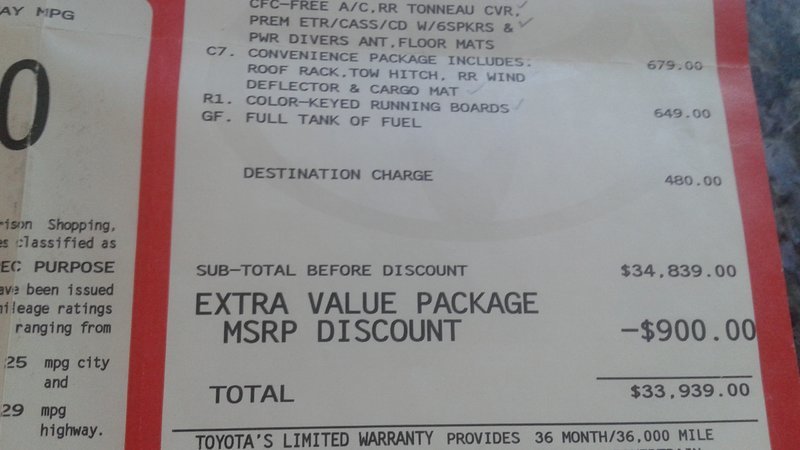 AY MPG
0
rison Shopping,
es classified as
EC PURPOSE
ave been issued
mileage ratings
ranging from
25 mpg city
and
29 mpg
highway.
CFC-FREE A/C,RR TONNEAU CVR,
PREM ETR/CASS/CD W/6SPKRS &
PWR DIVERS ANT,FLOOR MATS
C7. CONVENIENCE PACKAGE INCLUDES: 679.00
ROOF RACK,TOW HITCH, RR WIND
DEFLECTOR & CARGO MAT
R1. COLOR-KEYED RUNNING BOARDS 649.00
GF. FULL TANK OF FUEL
DESTINATION CHARGE 480.00
SUB-TOTAL BEFORE DISCOUNT $34,839.00
EXTRA VALUE PACKAGE
MSRP DISCOUNT -$900.00
TOTAL $33,939.00
TOYOTA'S LIMITED WARRANTY PROVIDES 36 MONTH/36,000 MILE